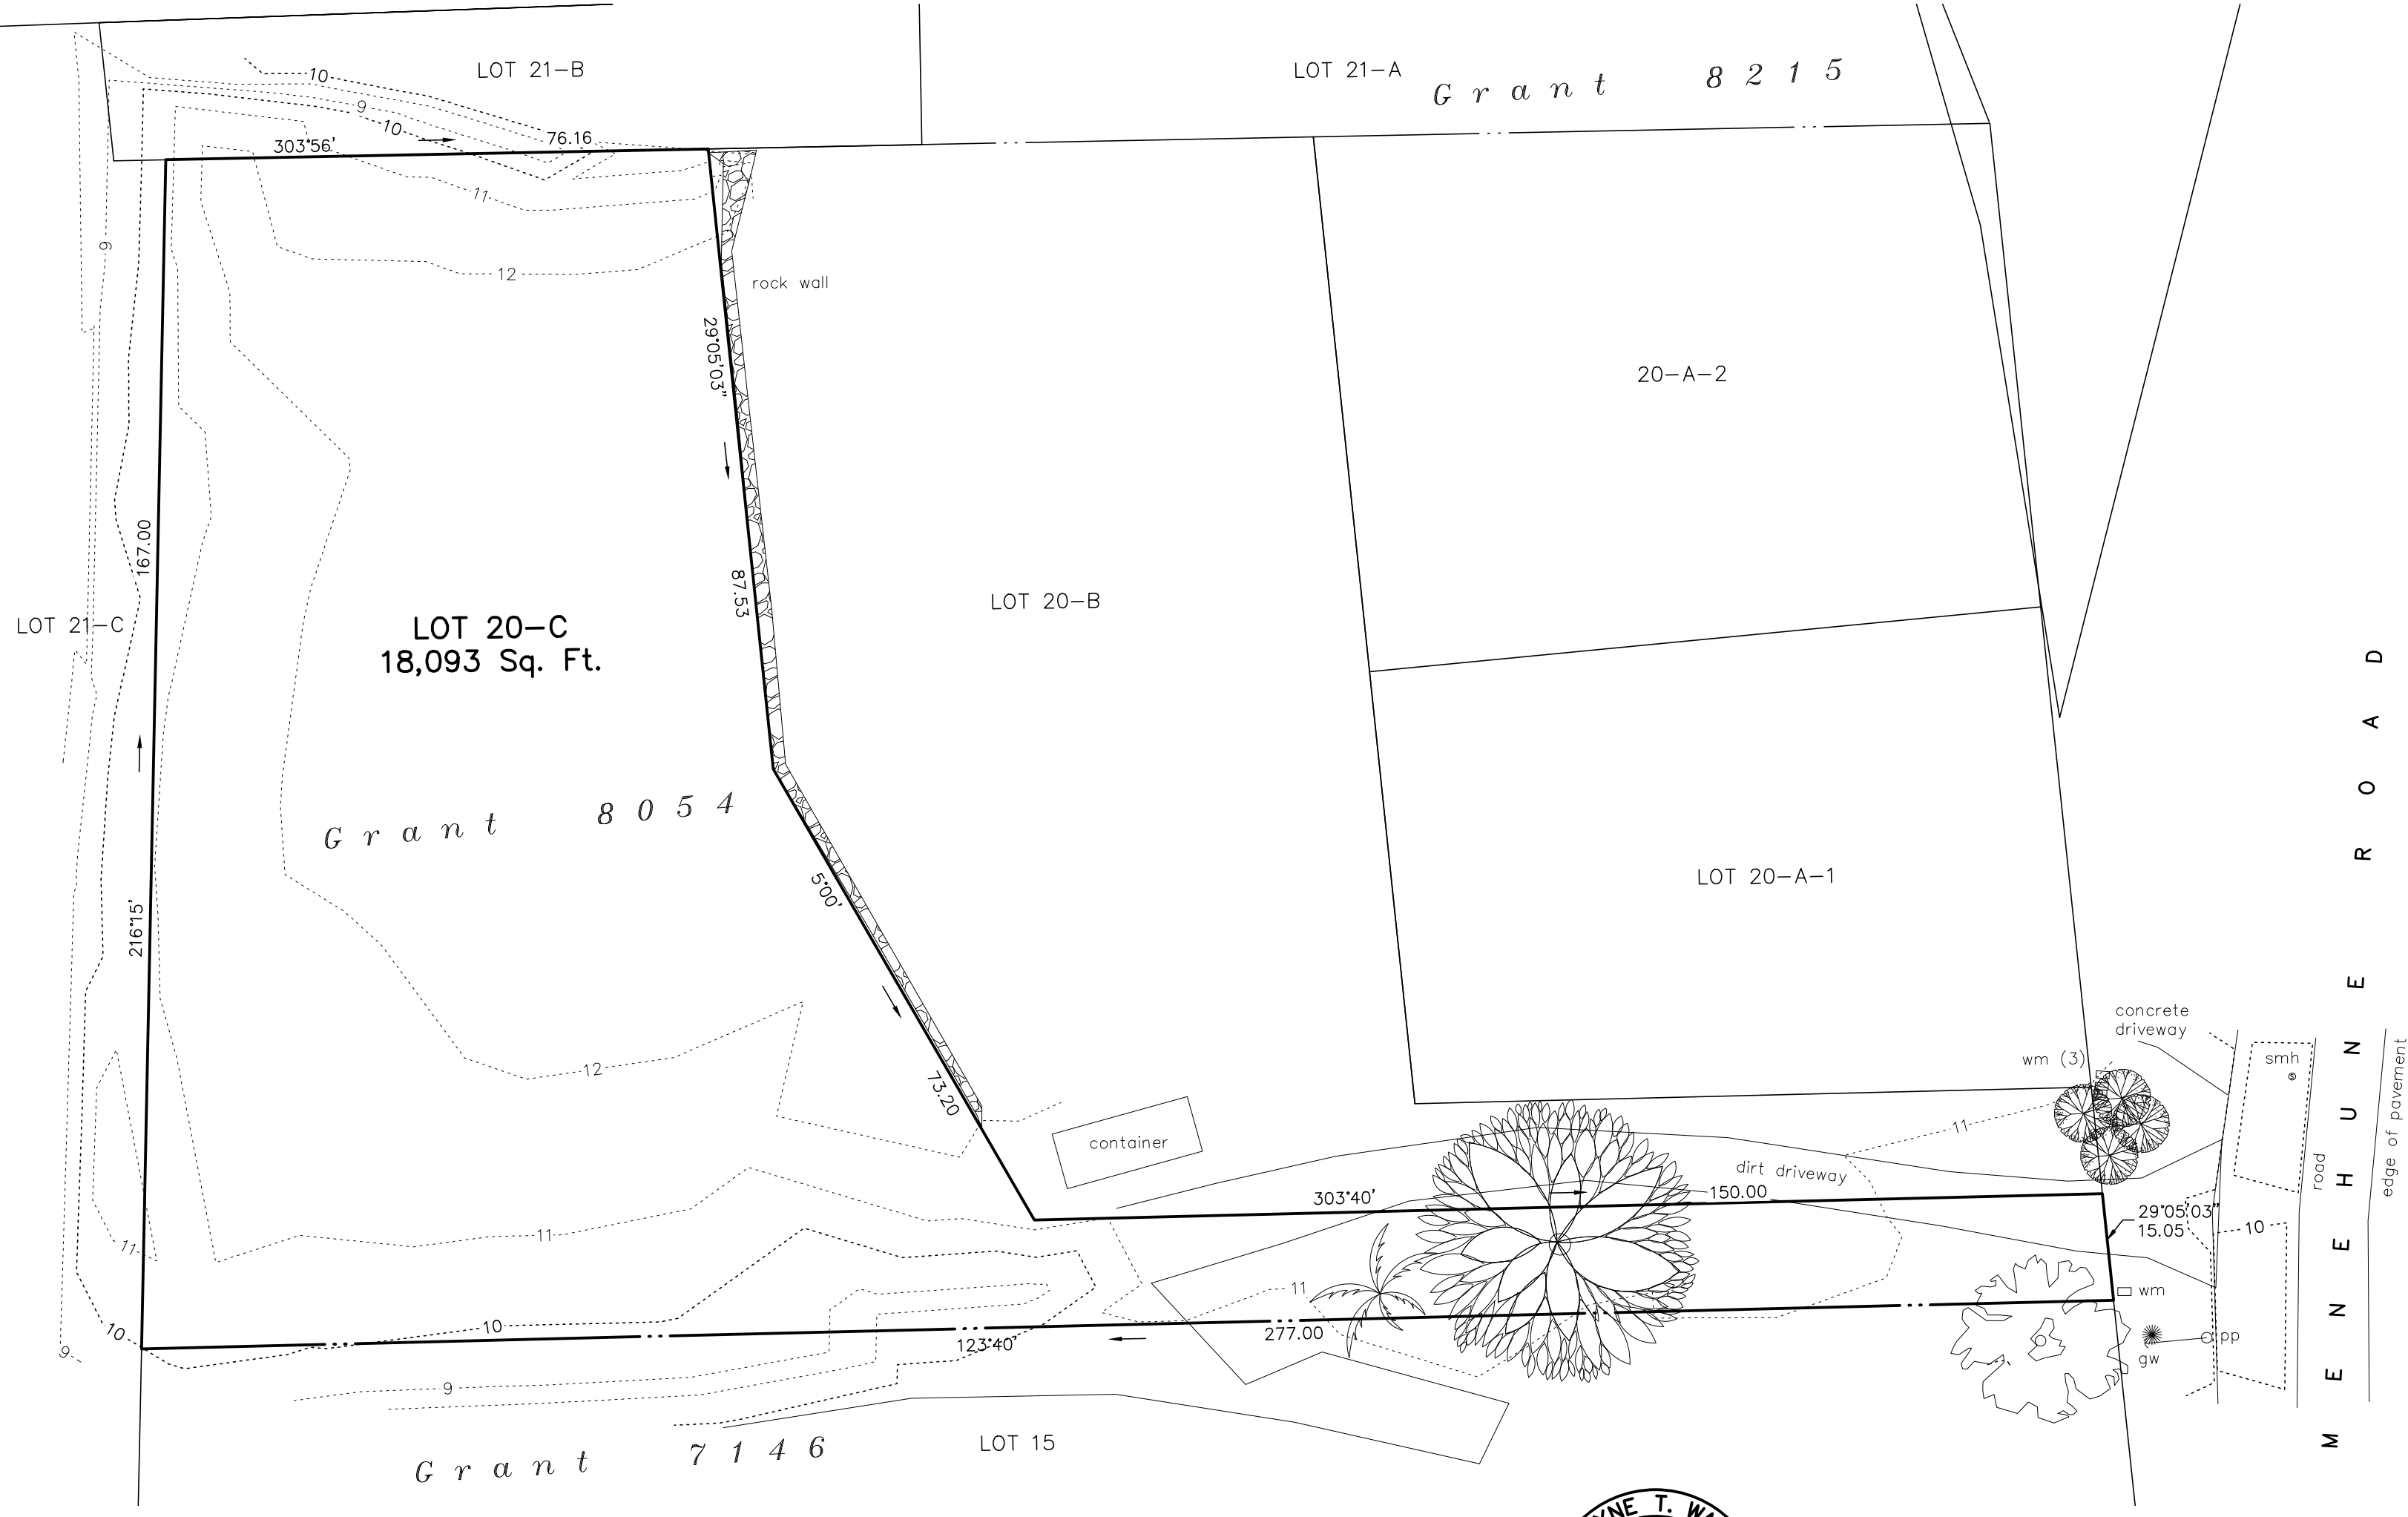 LOT 21-B
LOT 21-A
Grant 8215
10
9
10
303°56'
76.16
11
9
12
rock wall
29°05'03"
87.53
20-A-2
167.00
LOT 21-C
LOT 20-C
18,093 Sq. Ft.
LOT 20-B
Grant 8054
216°15'
5°00'
73.20
LOT 20-A-1
MENEHUNE ROAD
concrete
driveway
wm (3)
smh
edge of pavement
road
12
container
11
dirt driveway
303°40'
150.00
29°05'03"
15.05
10
11
11
11
wm
pp
gw
10
9
10
123°40'
277.00
9
Grant 7146
LOT 15
YNE T. W